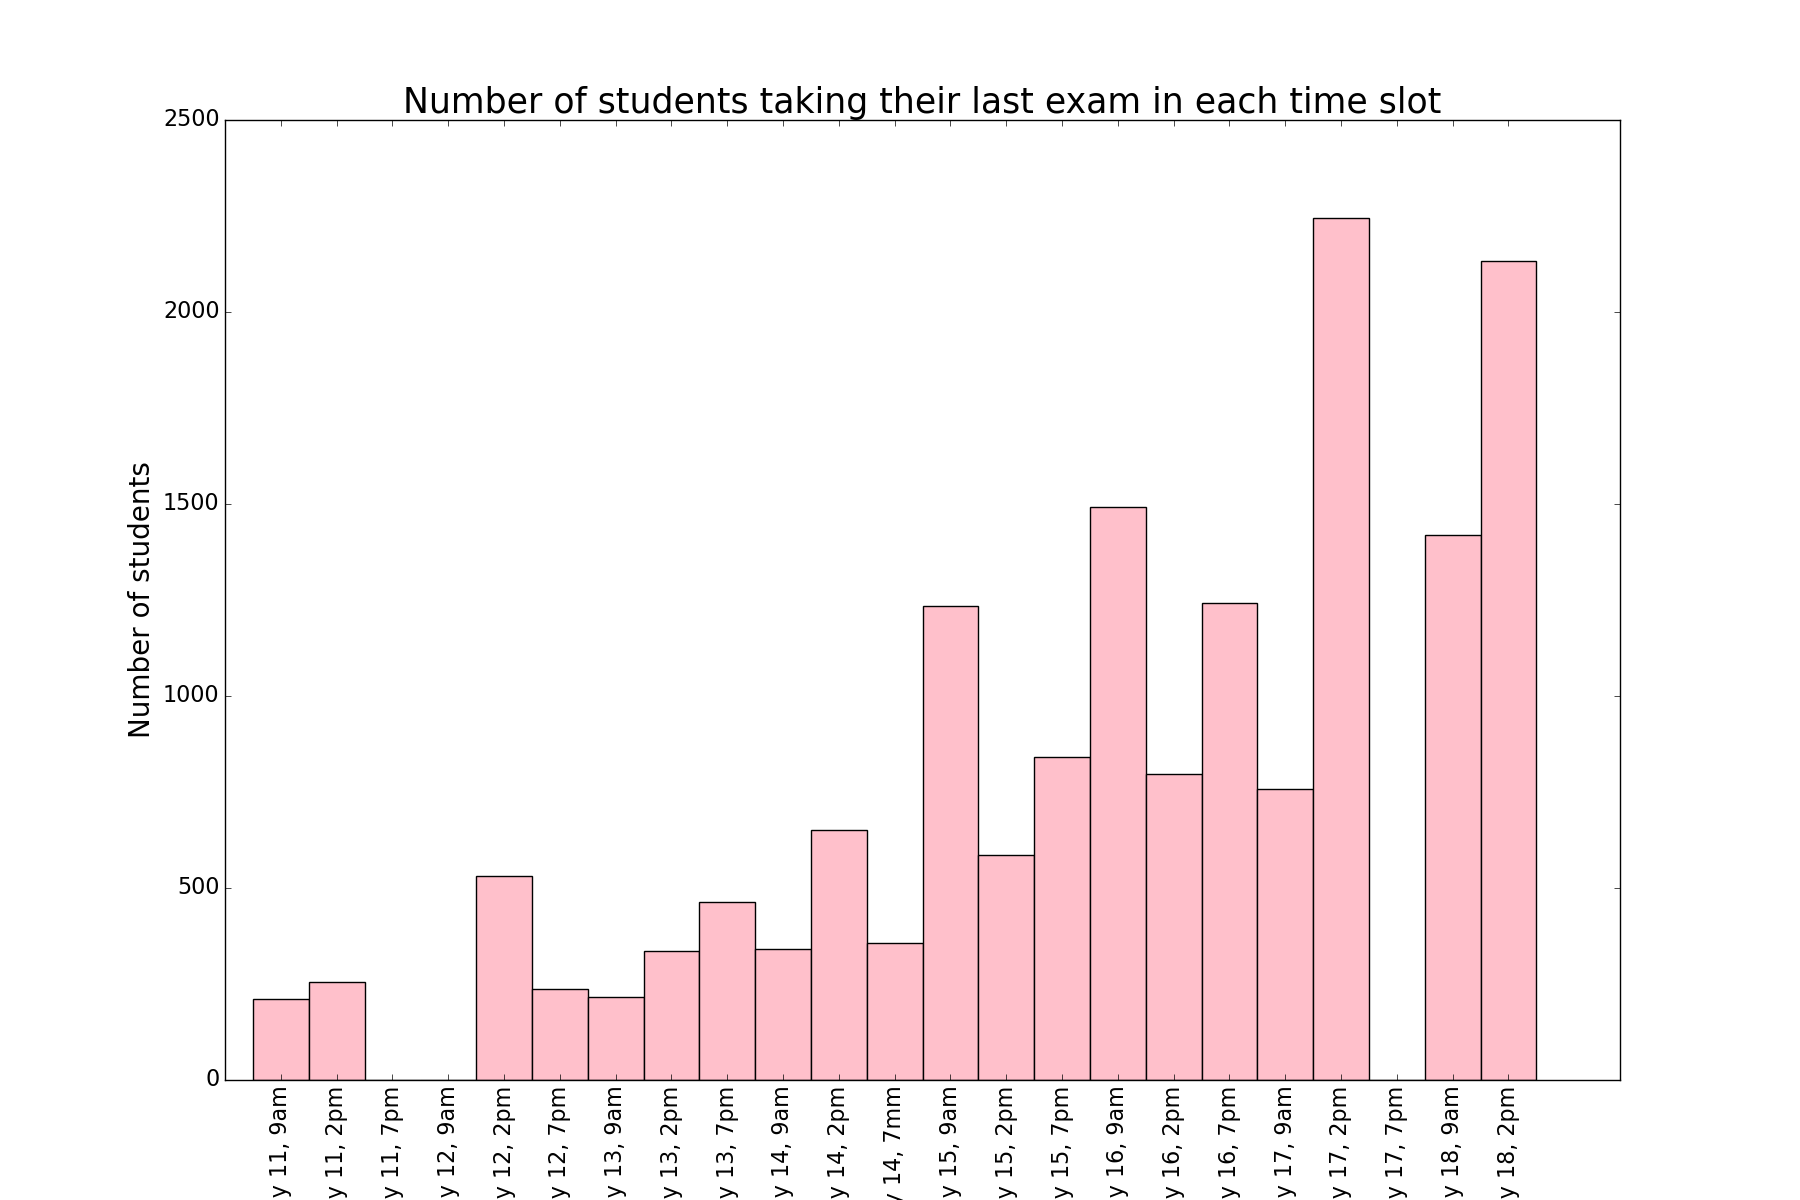 Number of students taking their last exam in each time slot
Number of students
2500
2000
1500
1000
500
0
y 11, 9am
y 11, 2pm
y 11, 7pm
y 12, 9am
y 12, 2pm
y 12, 7pm
y 13, 9am
y 13, 2pm
y 13, 7pm
y 14, 9am
y 14, 2pm
y 14, 7mm
y 15, 9am
y 15, 2pm
y 15, 7pm
y 16, 9am
y 16, 2pm
y 16, 7pm
y 17, 9am
y 17, 2pm
y 17, 7pm
y 18, 9am
y 18, 2pm